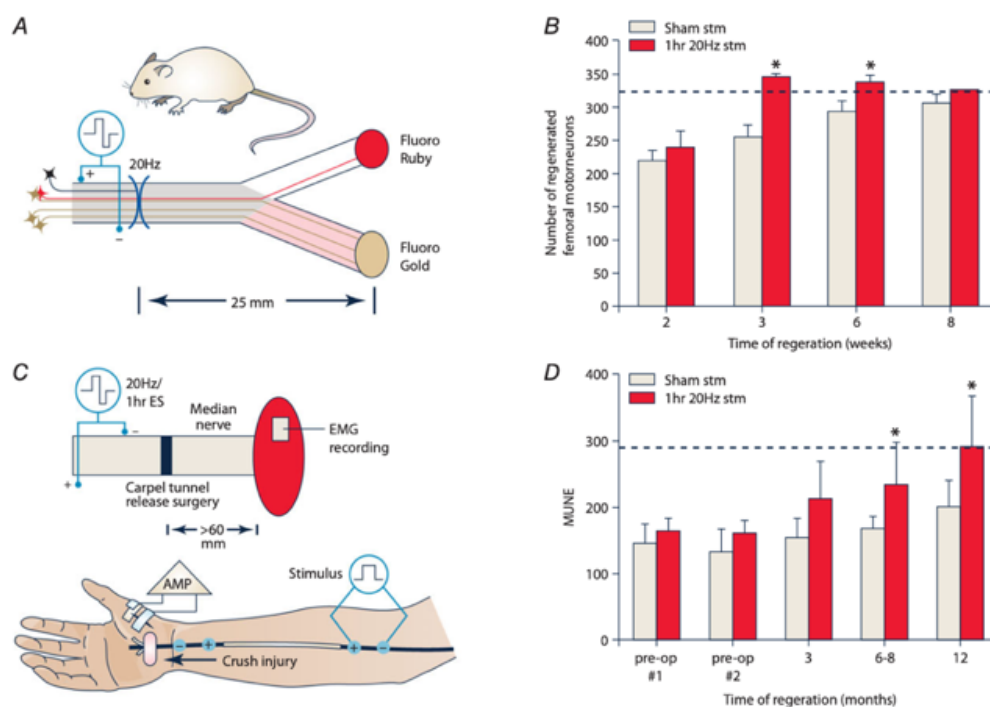 A
20Hz
+
−
Fluoro
Ruby
Fluoro
Gold
25 mm
B
Sham stm
1hr 20Hz stm
Number of regenerated
femoral motorneurons
400
350
300
250
200
150
100
50
0
*
*
2
3
6
8
Time of regeration (weeks)
C
20Hz/
1hr ES
Median
nerve
−
+
EMG
recording
Carpel tunnel
release surgery
>60
mm
AMP
Stimulus
−
+
+
−
Crush injury
D
Sham stm
1hr 20Hz stm
MUNE
400
300
200
100
0
*
*
pre-op
#1
pre-op
#2
3
6-8
12
Time of regeration (months)